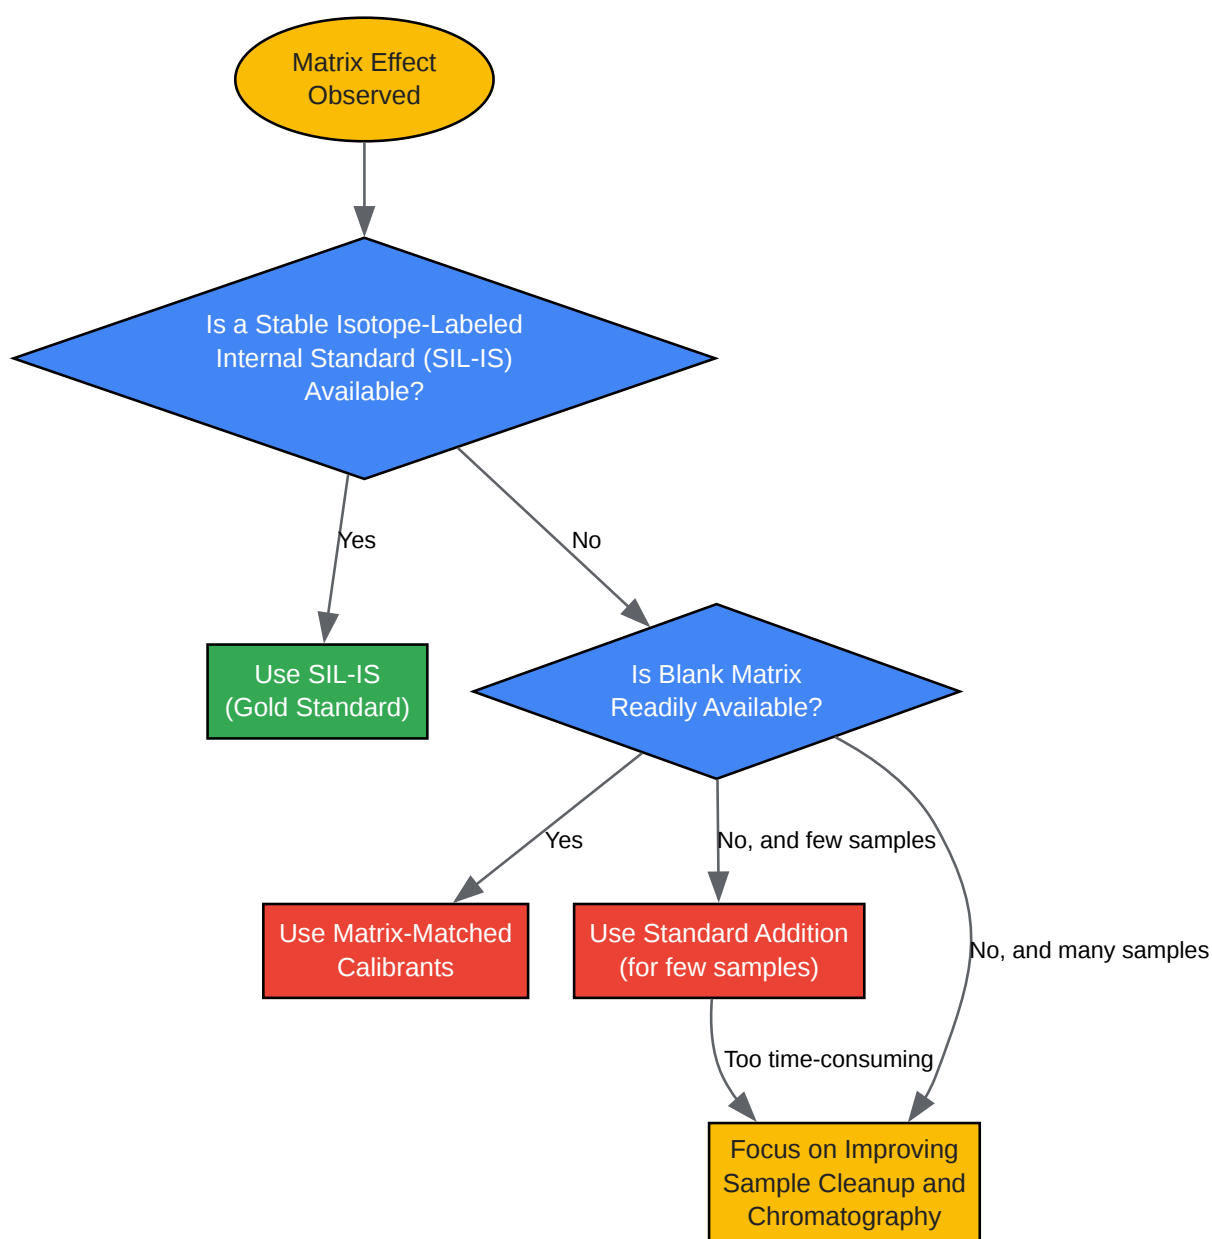 Matrix Effect
Observed
Is a Stable Isotope-Labeled
Internal Standard (SIL-IS)
Available?
Yes
No
Use SIL-IS
(Gold Standard)
Is Blank Matrix
Readily Available?
Yes
No, and few samples
No, and many samples
Use Matrix-Matched
Calibrants
Use Standard Addition
(for few samples)
Too time-consuming
Focus on Improving
Sample Cleanup and
Chromatography